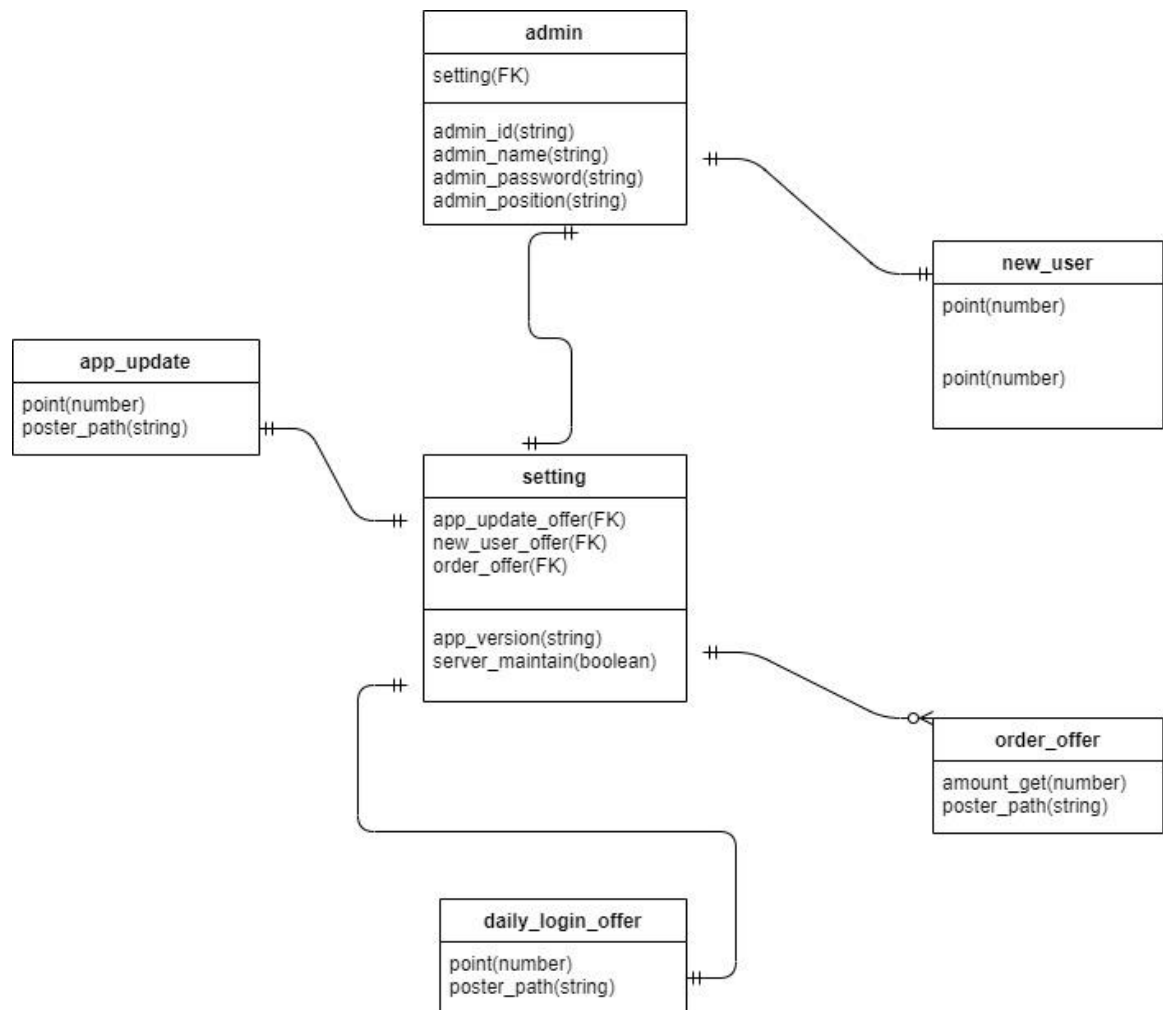 admin
setting(FK)
admin_id(string)
admin_name(string)
admin_password(string)
admin_position(string)
new_user
point(number)
point(number)
app_update
point(number)
poster_path(string)
setting
app_update_offer(FK)
new_user_offer(FK)
order_offer(FK)
app_version(string)
server_maintain(boolean)
order_offer
amount_get(number)
poster_path(string)
daily_login_offer
point(number)
poster_path(string)